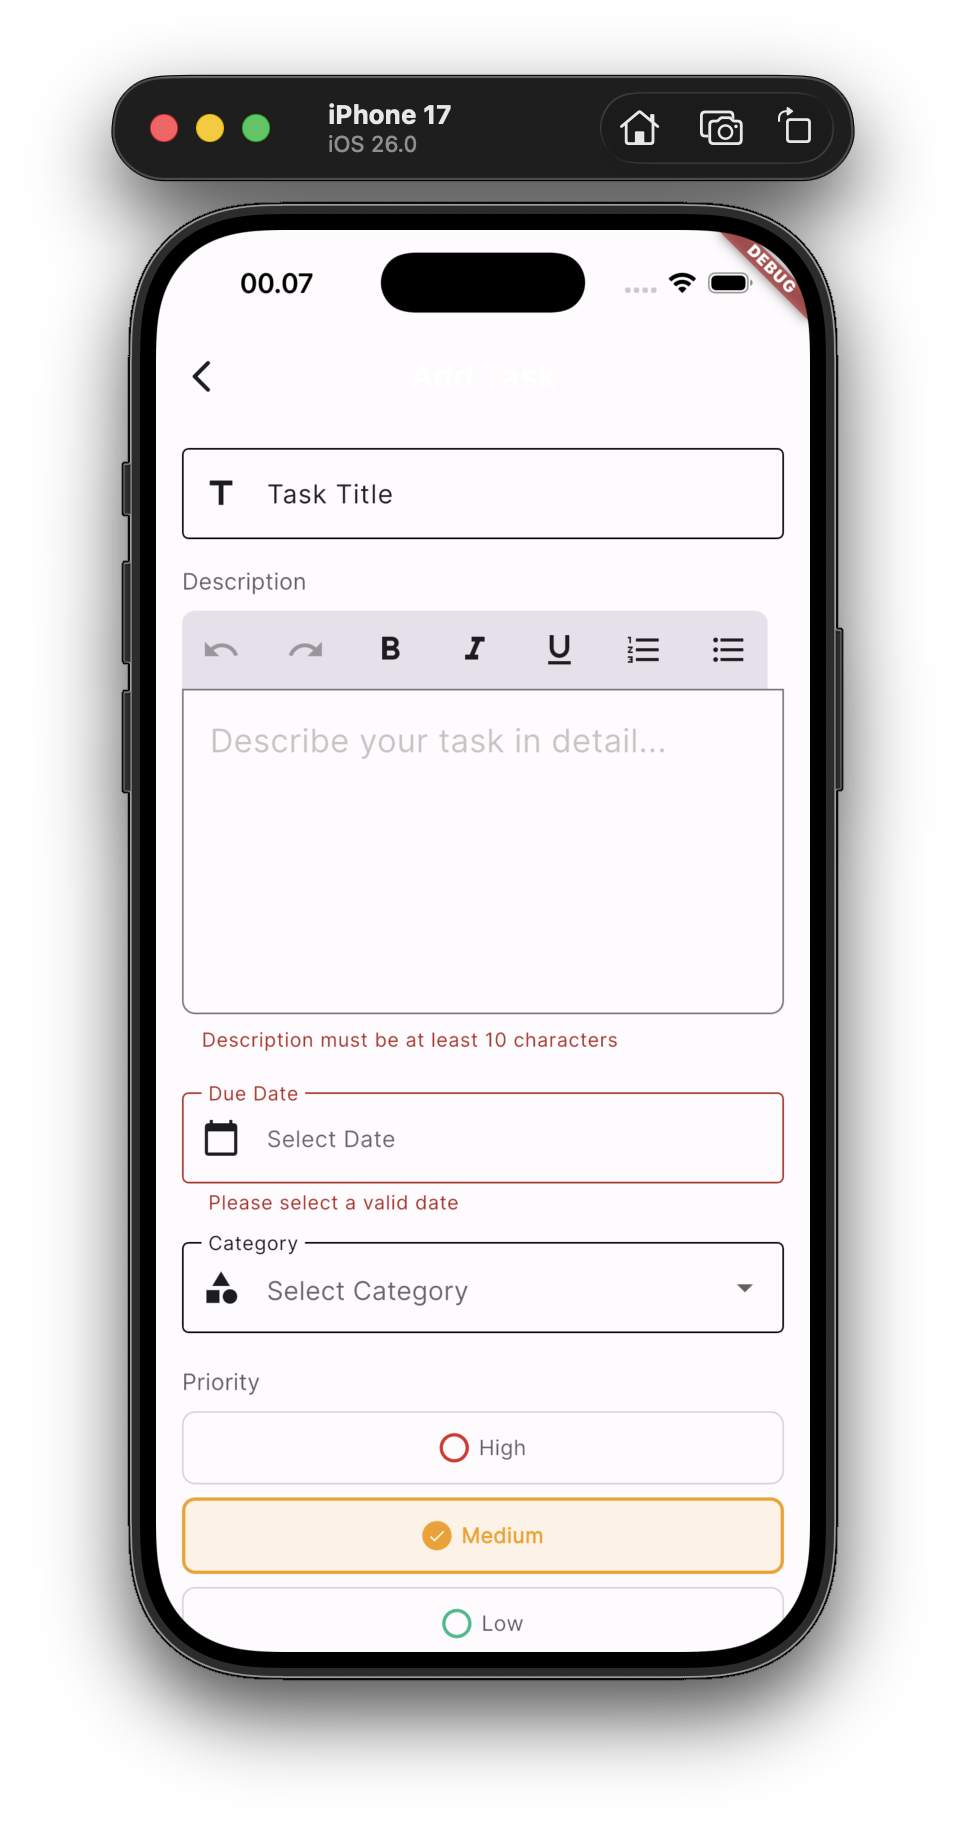 iPhone 17
iOS 26.0
00.07
DEBUG
Add Task
Task Title
Description
Describe your task in detail...
Description must be at least 10 characters
Due Date
Select Date
Please select a valid date
Category
Select Category
Priority
High
Medium
Low